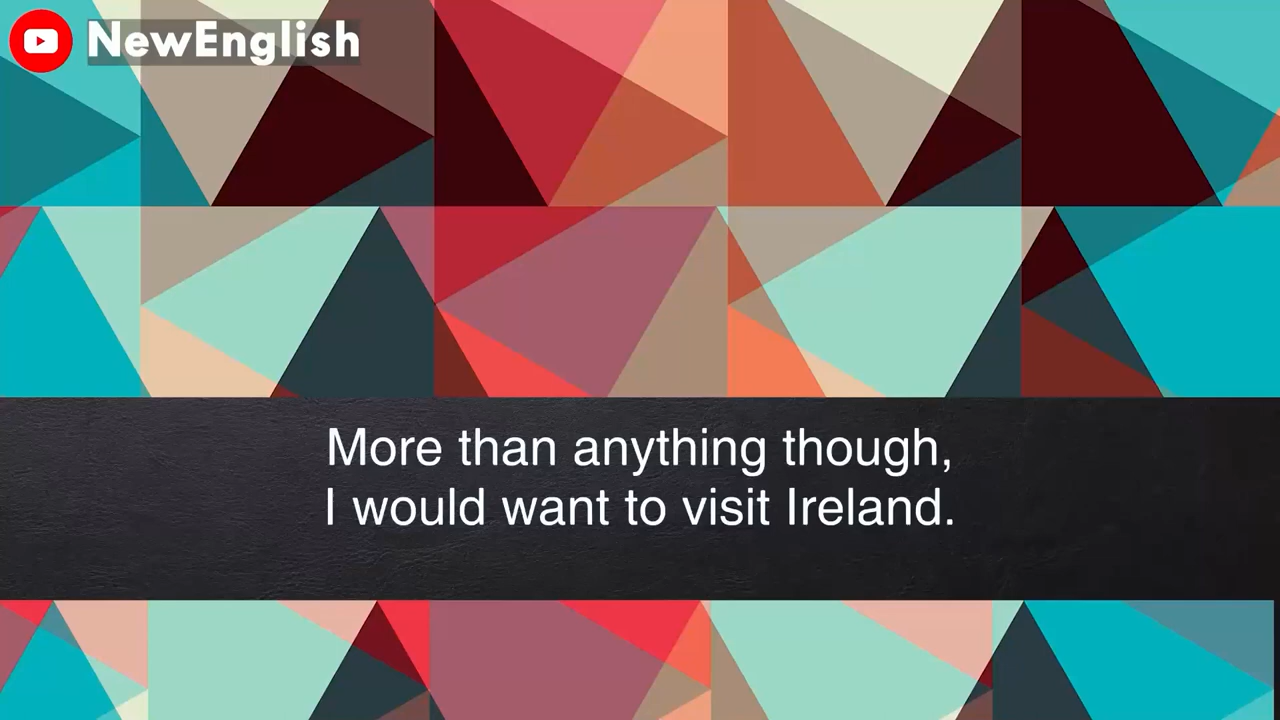 NewEnglish
More than anything though,
I would want to visit Ireland.